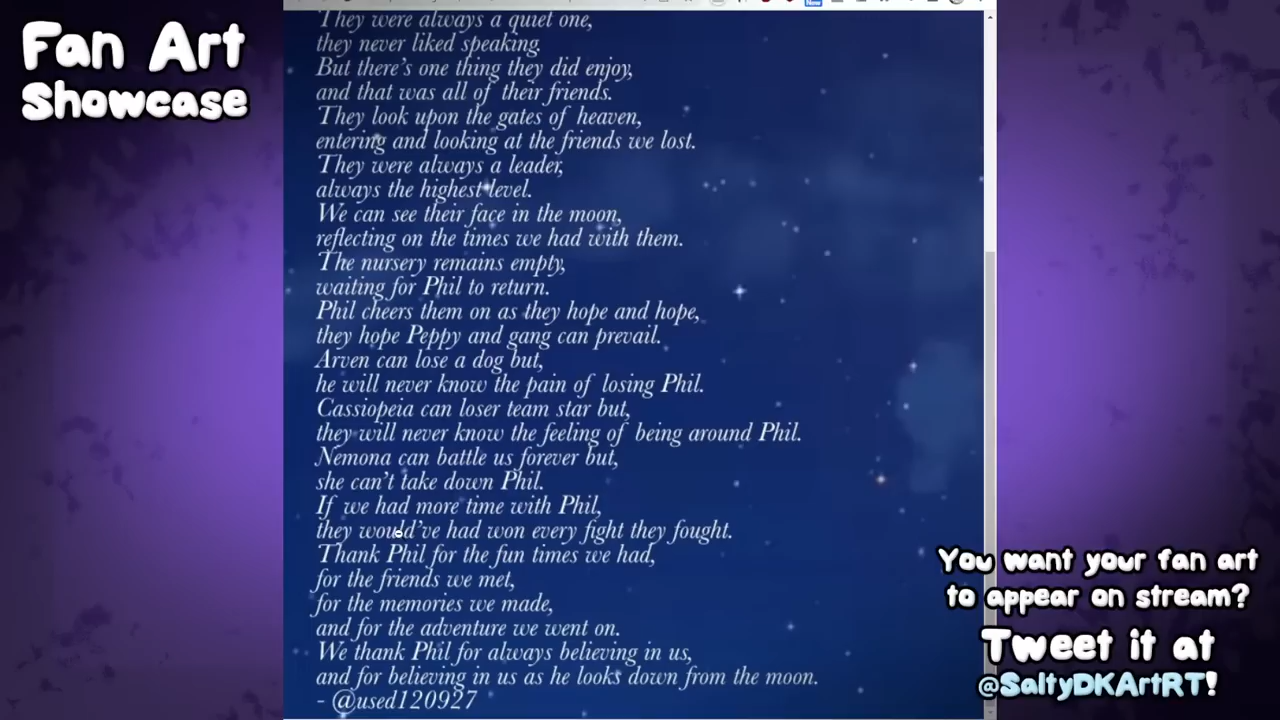 Fan Art
Showcase
New
They were always a quiet one,
they never liked speaking.
But there's one thing they did enjoy,
and that was all of their friends.
They look upon the gates of heaven,
entering and looking at the friends we lost.
They were always a leader,
always the highest level.
We can see their face in the moon,
reflecting on the times we had with them.
The nursery remains empty,
waiting for Phil to return.
Phil cheers them on as they hope and hope,
they hope Peppy and gang can prevail.
Arven can lose a dog but,
he will never know the pain of losing Phil.
Cassiopeia can loser team star but,
they will never know the feeling of being around Phil.
Nemona can battle us forever but,
she can't take down Phil.
If we had more time with Phil,
they would've had won every fight they fought.
Thank Phil for the fun times we had,
for the friends we met,
for the memories we made,
and for the adventure we went on.
We thank Phil for always believing in us,
and for believing in us as he looks down from the moon.
- @used120927
You want your fan art
to appear on stream?
Tweet it at
@SaltyDKArtRT!